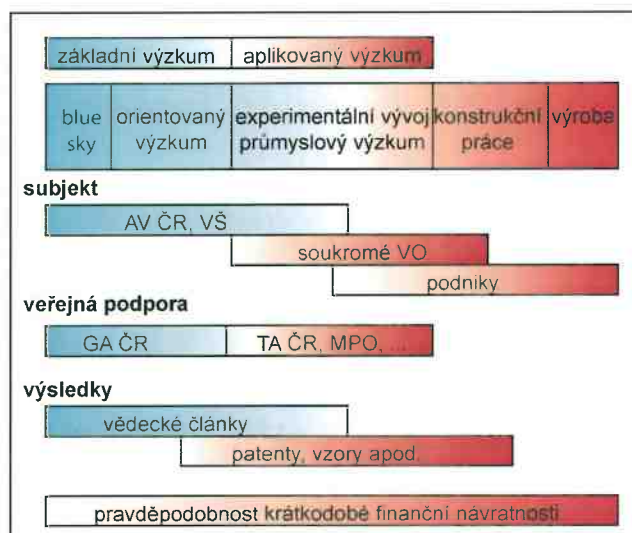 základní výzkum aplikovaný výzkum
blue orientovaný experimentální vývoj konstrukční výroba
sky výzkum průmyslový výzkum práce
subjekt
AV ČR, VŠ
soukromé VO
podniky
veřejná podpora
GA ČR TA ČR, MPO, ...
výsledky
vědecké články
patenty, vzory apod.
pravděpodobnost krátkodobé finanční návratnosti